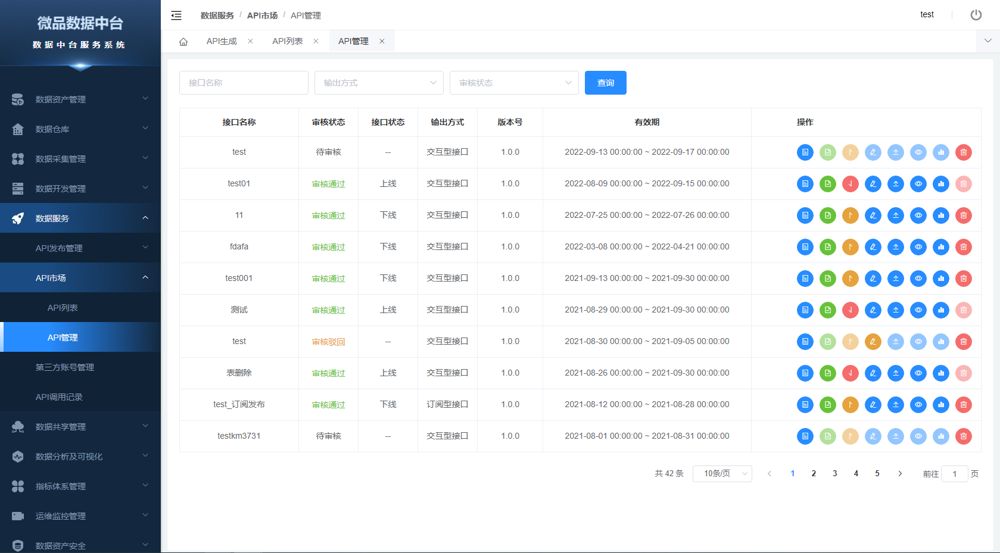 微品数据中台
数据中台服务系统
数据资产管理
数据仓库
数据采集管理
数据开发管理
数据服务
API发布管理
API市场
API列表
API管理
第三方账号管理
API调用记录
数据共享管理
数据分析及可视化
指标体系管理
运维监控管理
数据资产安全
数据服务 / API市场 / API管理
test
API生成 API列表 API管理
接口名称 输出方式 审核状态 查询
接口名称 审核状态 接口状态 输出方式 版本号 有效期 操作
test 待审核 -- 交互型接口 1.0.0 2022-09-13 00:00:00 ~ 2022-09-17 00:00:00
test01 审核通过 上线 交互型接口 1.0.0 2022-08-09 00:00:00 ~ 2022-09-15 00:00:00
11 审核通过 下线 交互型接口 1.0.0 2022-07-25 00:00:00 ~ 2022-07-26 00:00:00
fdafa 审核通过 下线 交互型接口 1.0.0 2022-03-08 00:00:00 ~ 2022-04-21 00:00:00
test001 审核通过 下线 交互型接口 1.0.0 2021-09-13 00:00:00 ~ 2021-09-30 00:00:00
测试 审核通过 上线 交互型接口 1.0.0 2021-08-29 00:00:00 ~ 2021-09-30 00:00:00
test 审核驳回 -- 交互型接口 1.0.0 2021-08-30 00:00:00 ~ 2021-09-05 00:00:00
表删除 审核通过 上线 交互型接口 1.0.0 2021-08-26 00:00:00 ~ 2021-09-30 00:00:00
test_订阅发布 审核通过 下线 订阅型接口 1.0.0 2021-08-12 00:00:00 ~ 2021-08-28 00:00:00
testkm3731 待审核 -- 交互型接口 1.0.0 2021-08-01 00:00:00 ~ 2021-08-31 00:00:00
共 42 条 10条/页 1 2 3 4 5 前往 1 页